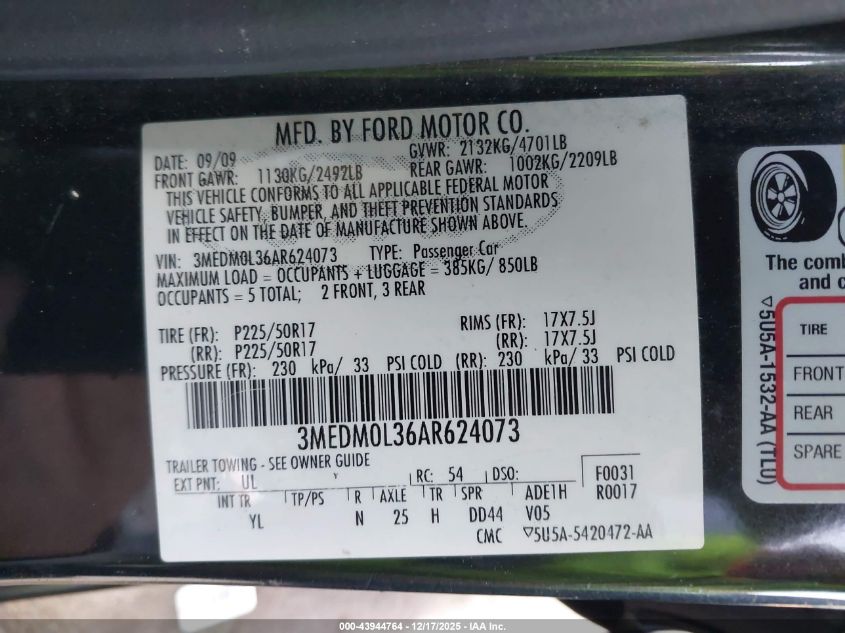 MFD. BY FORD MOTOR CO.
DATE: 09/09 GVWR: 2132KG/4701LB
FRONT GAWR: 1130KG/2492LB REAR GAWR: 1002KG/2209LB
THIS VEHICLE CONFORMS TO ALL APPLICABLE FEDERAL MOTOR
VEHICLE SAFETY, BUMPER, AND THEFT PREVENTION STANDARDS
IN EFFECT ON THE DATE OF MANUFACTURE SHOWN ABOVE.
VIN: 3MEDM0L36AR624073 TYPE: Passenger Car
MAXIMUM LOAD = OCCUPANTS + LUGGAGE = 385KG/ 850LB
OCCUPANTS = 5 TOTAL; 2 FRONT, 3 REAR
TIRE (FR): P225/50R17 RIMS (FR): 17X7.5J
(RR): P225/50R17 (RR): 17X7.5J
PRESSURE (FR): 230 kPa/ 33 PSI COLD (RR): 230 kPa/ 33 PSI COLD
3MEDM0L36AR624073
TRAILER TOWING - SEE OWNER GUIDE
EXT PNT: UL RC: 54 DSO: F0031
INT TR TP/PS R AXLE TR SPR ADE1H R0017
YL N 25 H DD44 V05
CMC ▽5U5A-5420472-AA
The comb
and c
▽5U5A-1532-AA (TLU)
TIRE
FRONT
REAR
SPARE
000-43944764 - 12/17/2025 - IAA Inc.